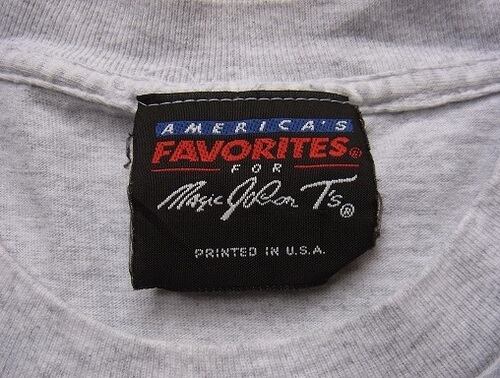 AMERICA'S
FAVORITES®
FOR
Magic Johnson T's®
PRINTED IN U.S.A.